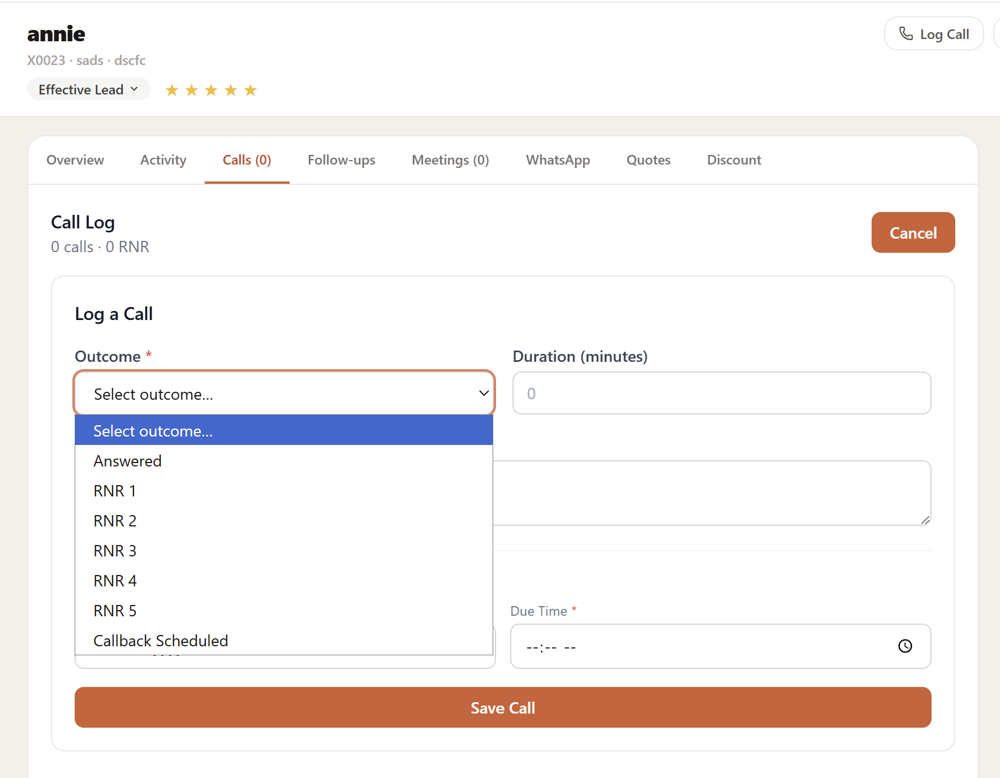 annie
Log Call
X0023 · sads · dscfc
Effective Lead
Overview Activity Calls (0) Follow-ups Meetings (0) WhatsApp Quotes Discount
Call Log
Cancel
0 calls · 0 RNR
Log a Call
Outcome *
Duration (minutes)
Select outcome...
0
Select outcome...
Answered
RNR 1
RNR 2
RNR 3
RNR 4
RNR 5
Callback Scheduled
Due Time *
--:-- --
Save Call